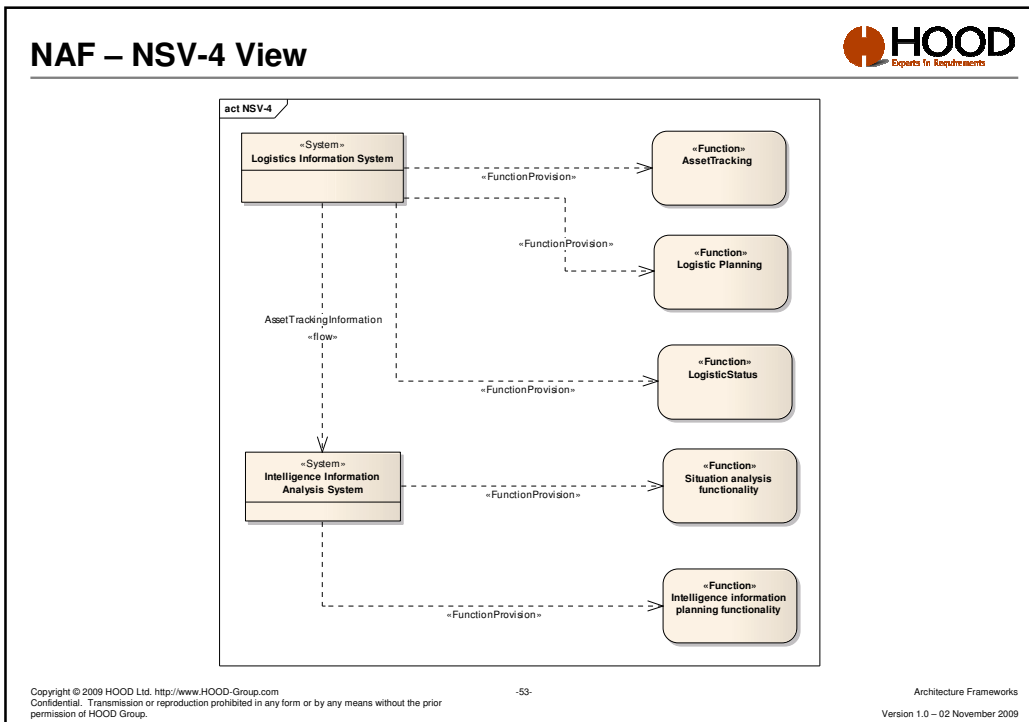 NAF – NSV-4 View
HOOD
Experts in Requirements
act NSV-4
«System»
Logistics Information System
«FunctionProvision»
«Function»
AssetTracking
«FunctionProvision»
«Function»
Logistic Planning
AssetTrackingInformation
«flow»
«FunctionProvision»
«Function»
LogisticStatus
«System»
Intelligence Information
Analysis System
«FunctionProvision»
«Function»
Situation analysis
functionality
«FunctionProvision»
«Function»
Intelligence information
planning functionality
Copyright © 2009 HOOD Ltd. http://www.HOOD-Group.com
Confidential. Transmission or reproduction prohibited in any form or by any means without the prior
permission of HOOD Group.
-53-
Architecture Frameworks
Version 1.0 – 02 November 2009